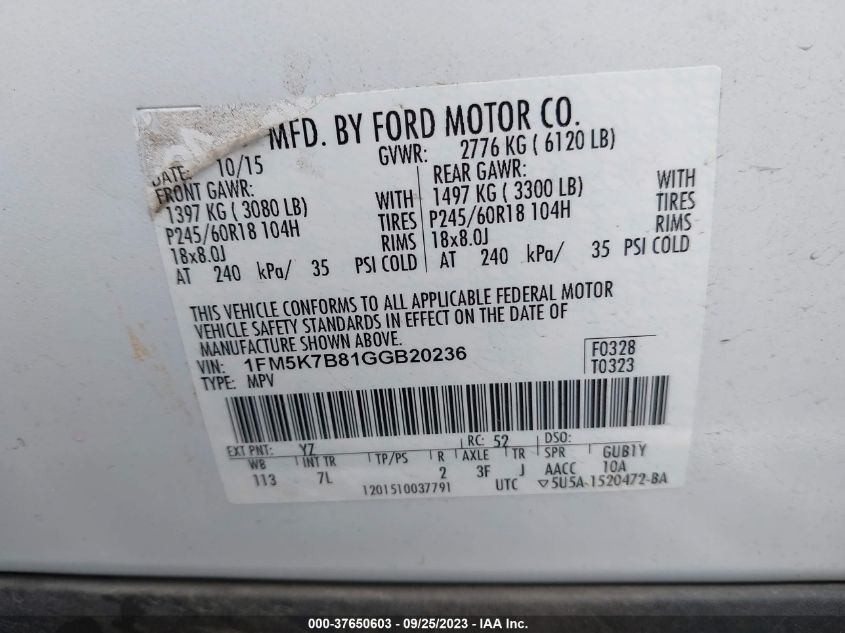 MFD. BY FORD MOTOR CO.
DATE: 10/15 GVWR: 2776 KG ( 6120 LB)
FRONT GAWR: REAR GAWR:
1397 KG ( 3080 LB) WITH 1497 KG ( 3300 LB) WITH
P245/60R18 104H TIRES P245/60R18 104H TIRES
18x8.0J RIMS 18x8.0J RIMS
AT 240 kPa/ 35 PSI COLD AT 240 kPa/ 35 PSI COLD
THIS VEHICLE CONFORMS TO ALL APPLICABLE FEDERAL MOTOR
VEHICLE SAFETY STANDARDS IN EFFECT ON THE DATE OF
MANUFACTURE SHOWN ABOVE.
VIN: 1FM5K7B81GGB20236 F0328
TYPE: MPV T0323
EXT PNT: YZ RC: 52 DSO:
WB INT TR TP/PS R AXLE TR SPR GUB1Y
113 7L 2 3F J AACC 10A
1201510037791 UTC ▽5U5A-1520472-BA
000-37650603 - 09/25/2023 - IAA Inc.